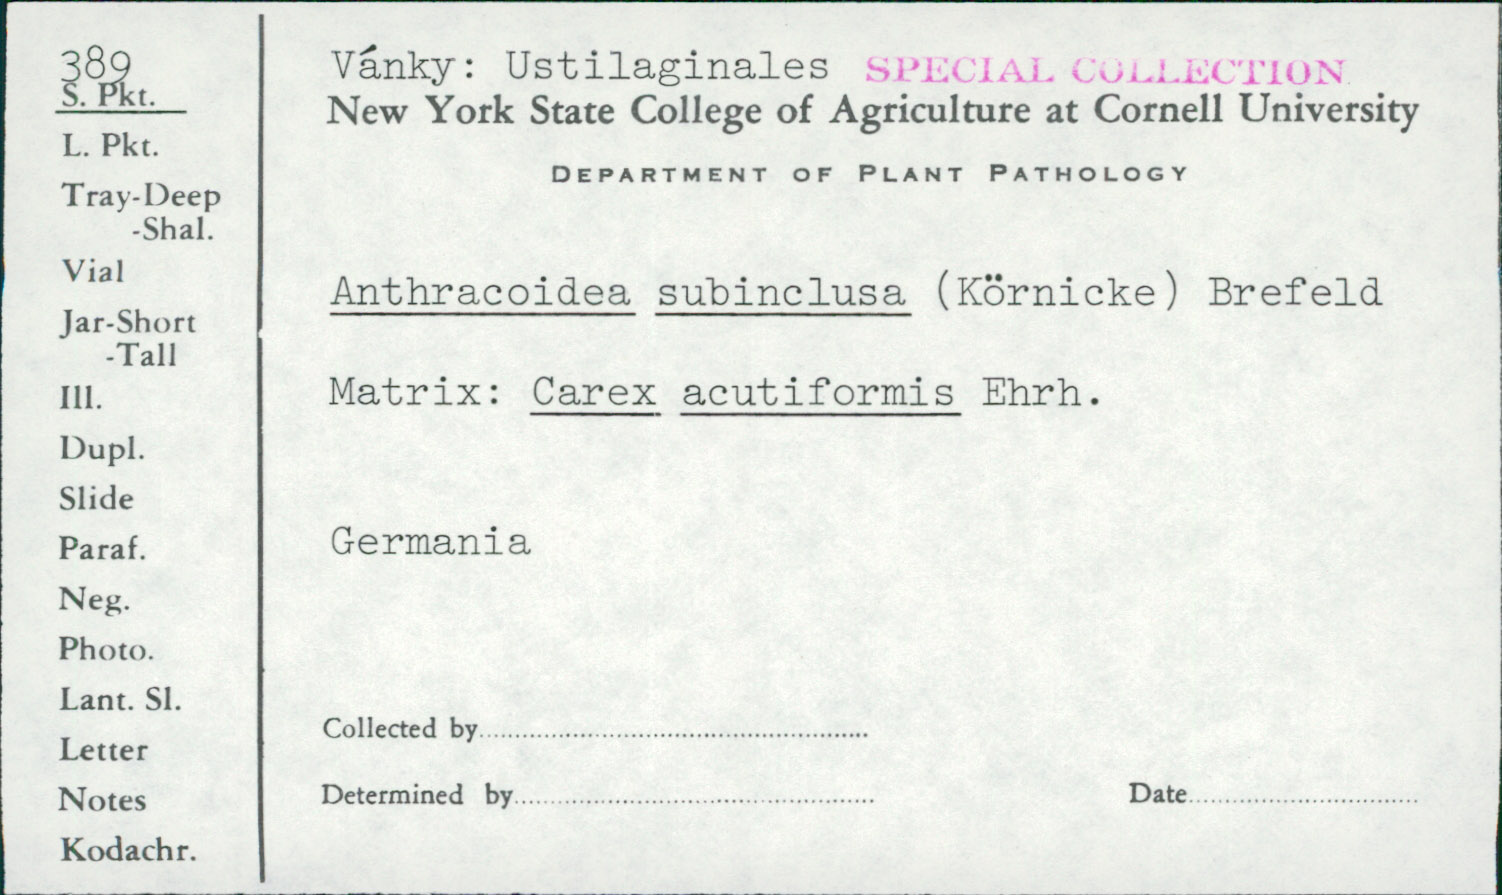 389
S. Pkt.
L. Pkt.
Tray-Deep
-Shal.
Vial
Jar-Short
-Tall
Ill.
Dupl.
Slide
Paraf.
Neg.
Photo.
Lant. Sl.
Letter
Notes
Kodachr.
Vánky: Ustilaginales SPECIAL COLLECTION
New York State College of Agriculture at Cornell University
DEPARTMENT OF PLANT PATHOLOGY
Anthracoidea subinclusa (Körnicke) Brefeld
Matrix: Carex acutiformis Ehrh.
Germania
Collected by
Determined by Date